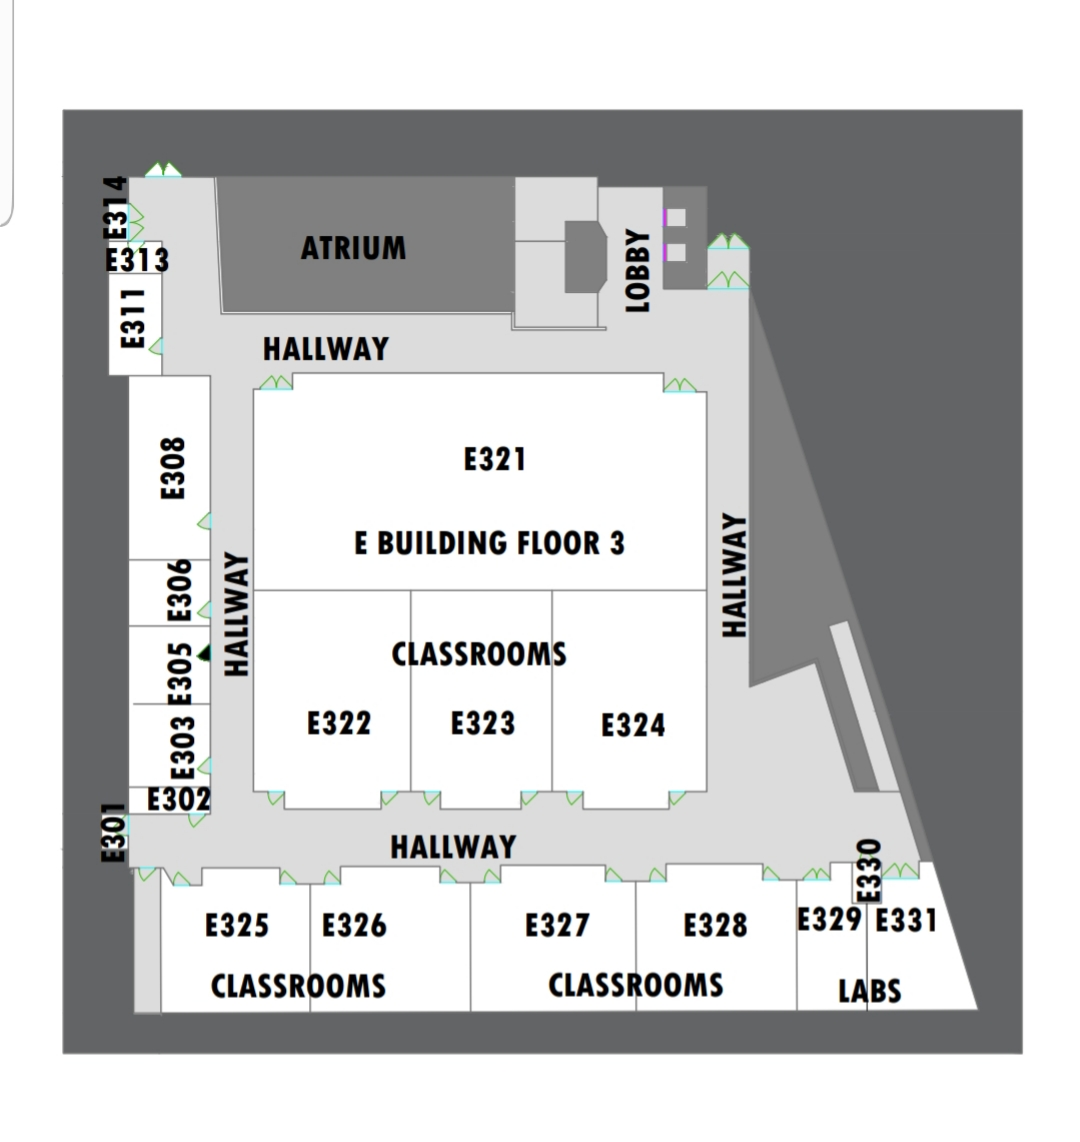 E314
ATRIUM
LOBBY
E313
E311
HALLWAY
E321
E308
E BUILDING FLOOR 3
HALLWAY
HALLWAY
E306
CLASSROOMS
E305
E322
E323
E324
E303
E302
E301
HALLWAY
E330
E325
E326
E327
E328
E329
E331
CLASSROOMS
CLASSROOMS
LABS